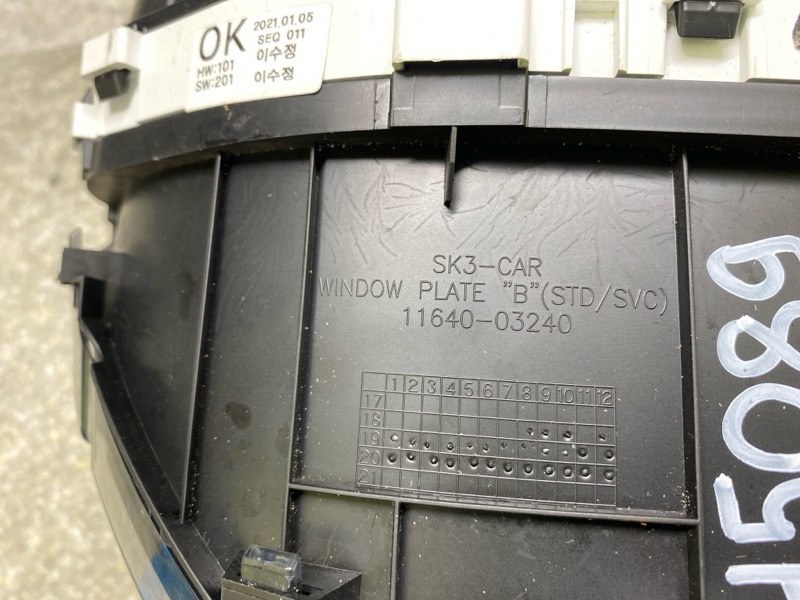 OK
2021.01.05
SEQ 011
이수정
HW:101
SW:201
이수정
SK3-CAR
WINDOW PLATE "B"(STD/SVC)
11640-03240
1 2 3 4 5 6 7 8 9 10 11 12
17
18
19
20
21
5089